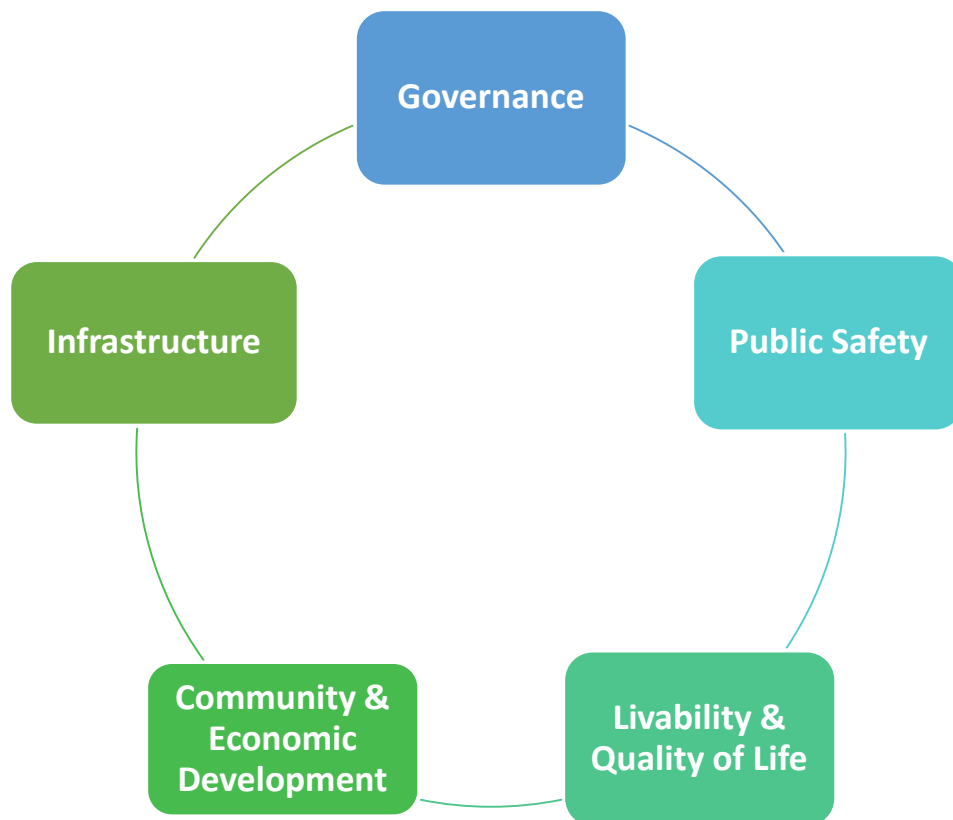 Governance
Public Safety
Livability &
Quality of Life
Community &
Economic
Development
Infrastructure